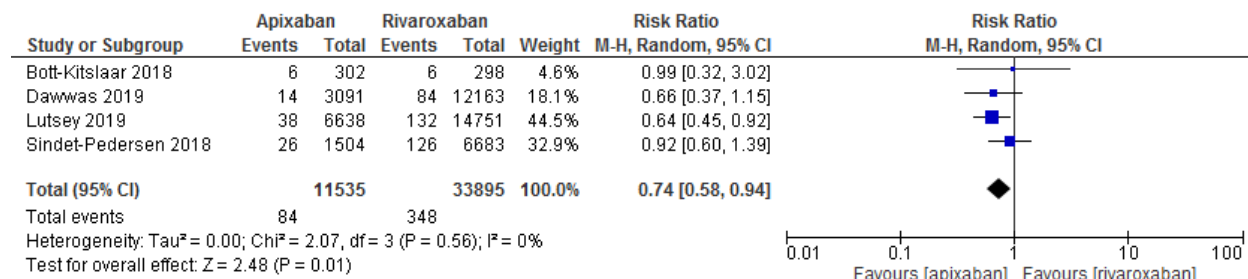 Apixaban Rivaroxaban Risk Ratio Risk Ratio
Study or Subgroup Events Total Events Total Weight M-H, Random, 95% CI M-H, Random, 95% CI
Bott-Kitslaar 2018 6 302 6 298 4.6% 0.99 [0.32, 3.02]
Dawwas 2019 14 3091 84 12163 18.1% 0.66 [0.37, 1.15]
Lutsey 2019 38 6638 132 14751 44.5% 0.64 [0.45, 0.92]
Sindet-Pedersen 2018 26 1504 126 6683 32.9% 0.92 [0.60, 1.39]
Total (95% CI) 11535 33895 100.0% 0.74 [0.58, 0.94]
Total events 84 348
Heterogeneity: Tau² = 0.00; Chi² = 2.07, df = 3 (P = 0.56); I² = 0%
Test for overall effect: Z = 2.48 (P = 0.01)
0.01 0.1 1 10 100
Favours [apixaban] Favours [rivaroxaban]